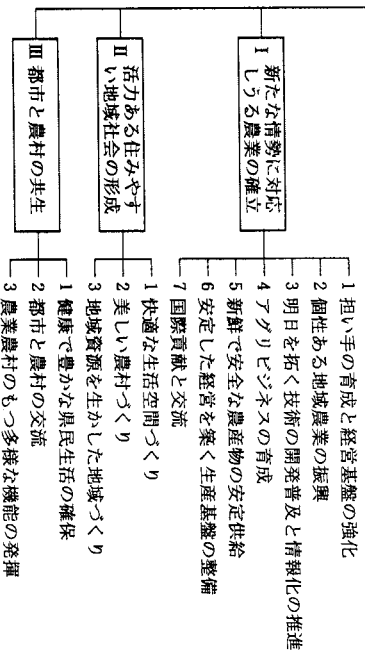 Ⅰ 新たな情勢に対応
しうる農業の確立
1 担い手の育成と経営基盤の強化
2 個性ある地域農業の振興
3 明日を拓く技術の開発普及と情報化の推進
4 アグリビジネスの育成
5 新鮮で安全な農産物の安定供給
6 安定した経営を築く生産基盤の整備
7 国際貢献と交流
Ⅱ 活力ある住みやす
い地域社会の形成
1 快適な生活空間づくり
2 美しい農村づくり
3 地域資源を生かした地域づくり
Ⅲ 都市と農村の共生
1 健康で豊かな県民生活の確保
2 都市と農村の交流
3 農業農村のもつ多様な機能の発揮